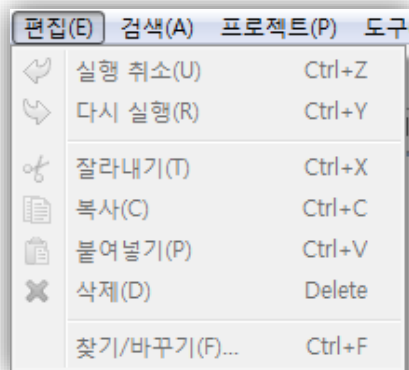 편집(E) 검색(A) 프로젝트(P) 도구
실행 취소(U) Ctrl+Z
다시 실행(R) Ctrl+Y
잘라내기(T) Ctrl+X
복사(C) Ctrl+C
붙여넣기(P) Ctrl+V
삭제(D) Delete
찾기/바꾸기(F)... Ctrl+F